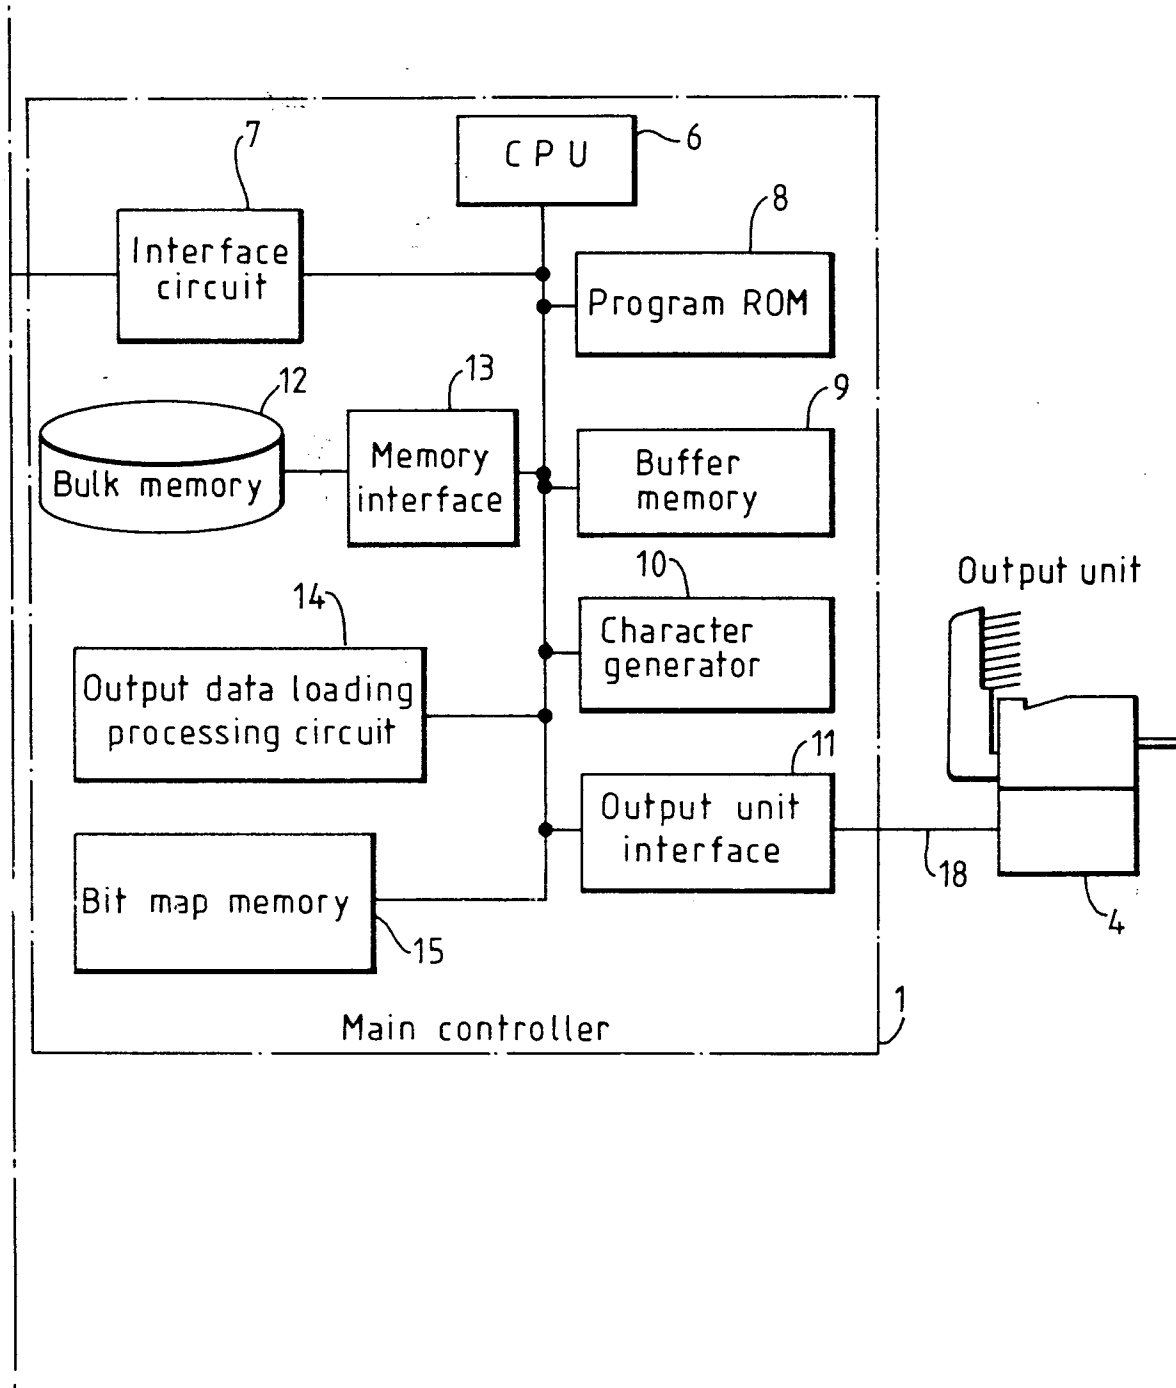 7
CPU
6
Interface
circuit
8
Program ROM
12
Bulk memory
13
Memory
interface
9
Buffer
memory
10
Character
generator
14
Output data loading
processing circuit
11
Output unit
interface
Bit map memory
15
Main controller
1
Output unit
18
4